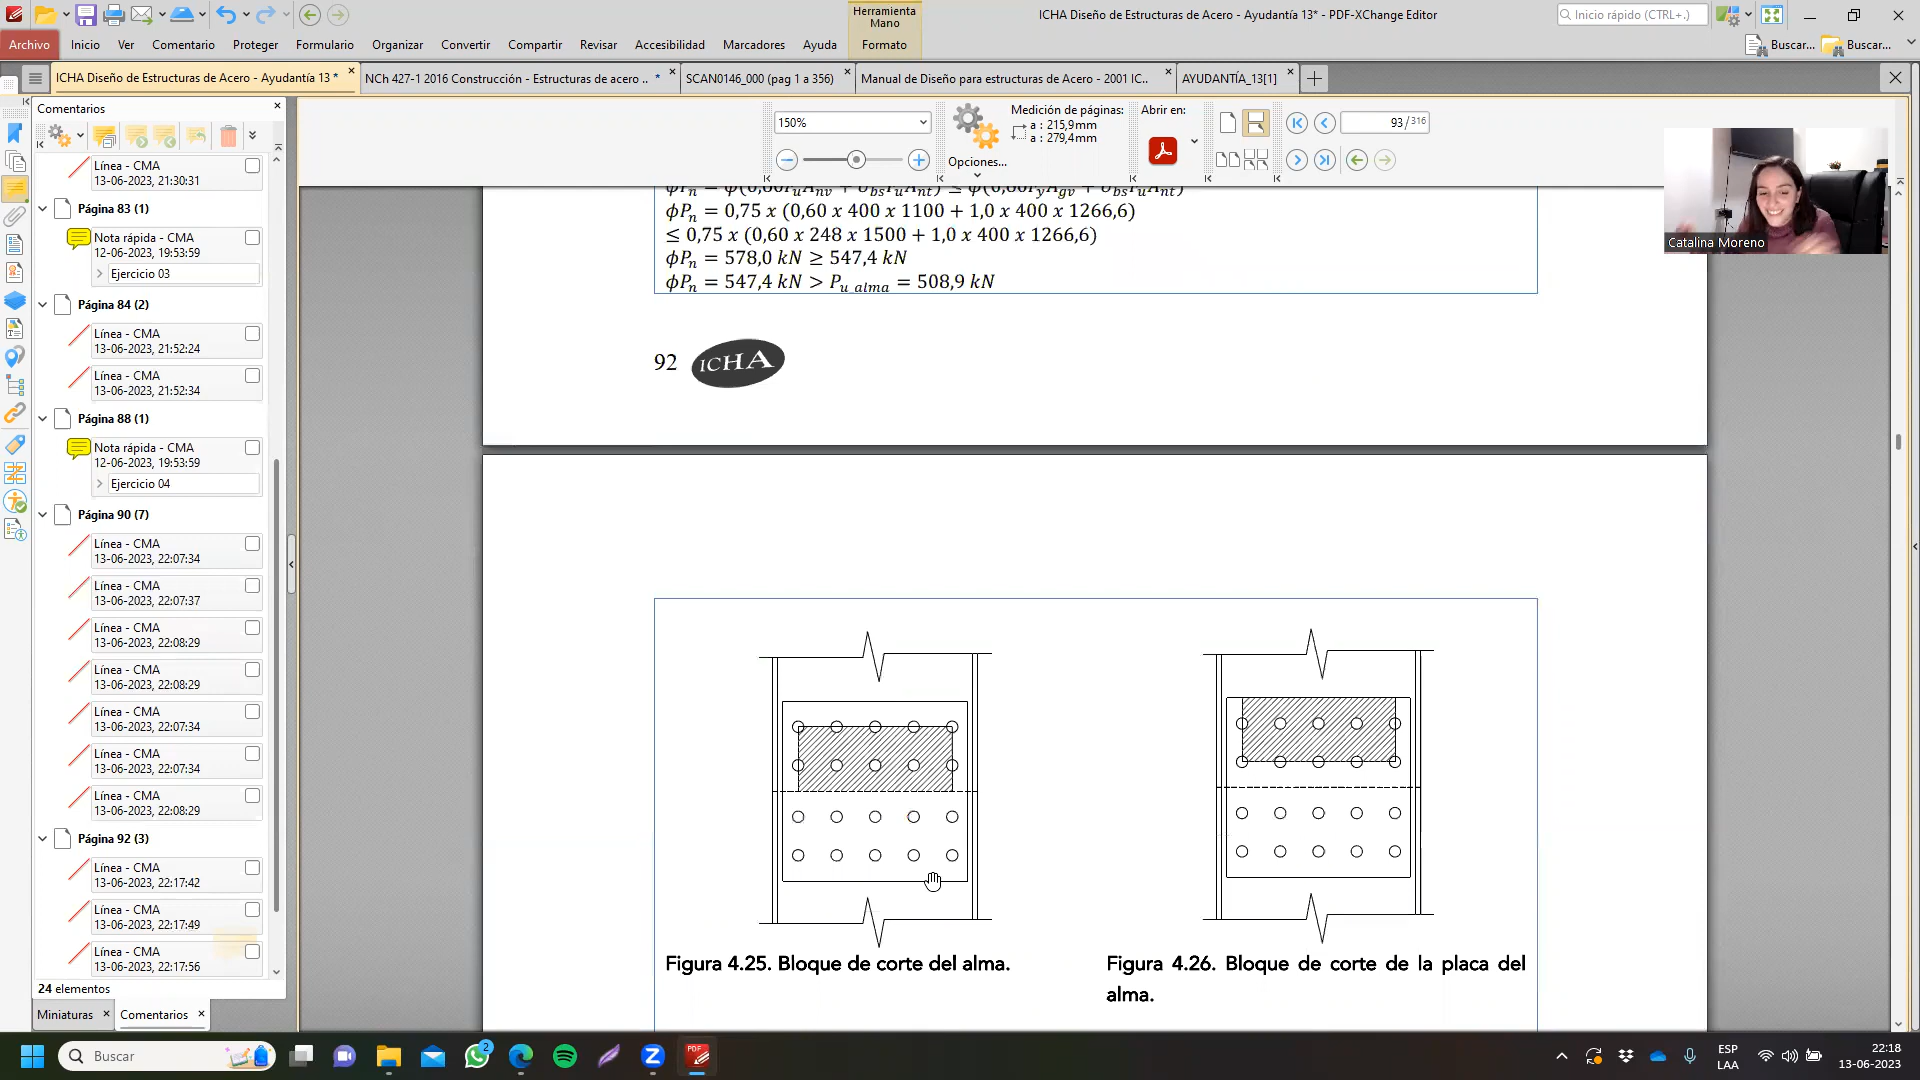 Herramienta
Mano
ICHA Diseño de Estructuras de Acero - Ayudantía 13* - PDF-XChange Editor
Inicio rápido (CTRL+.)
Archivo
Inicio
Ver
Comentario
Proteger
Formulario
Organizar
Convertir
Compartir
Revisar
Accesibilidad
Marcadores
Ayuda
Formato
Buscar...
Buscar...
ICHA Diseño de Estructuras de Acero - Ayudantía 13 *
NCh 427-1 2016 Construcción - Estructuras de acero .. *
SCAN0146_000 (pag 1 a 356)
Manual de Diseño para estructuras de Acero - 2001 IC..
AYUDANTÍA_13[1]
Comentarios
150%
Opciones...
Medición de páginas:
a : 215,9mm
a : 279,4mm
Abrir en:
93 / 316
Línea - CMA
13-06-2023, 21:30:31
Página 83 (1)
Nota rápida - CMA
12-06-2023, 19:53:59
Ejercicio 03
Página 84 (2)
Línea - CMA
13-06-2023, 21:52:24
Línea - CMA
13-06-2023, 21:52:34
Página 88 (1)
Nota rápida - CMA
12-06-2023, 19:53:59
Ejercicio 04
Página 90 (7)
Línea - CMA
13-06-2023, 22:07:34
Línea - CMA
13-06-2023, 22:07:37
Línea - CMA
13-06-2023, 22:08:29
Línea - CMA
13-06-2023, 22:08:29
Línea - CMA
13-06-2023, 22:07:34
Línea - CMA
13-06-2023, 22:07:34
Línea - CMA
13-06-2023, 22:08:29
Página 92 (3)
Línea - CMA
13-06-2023, 22:17:42
Línea - CMA
13-06-2023, 22:17:49
Línea - CMA
13-06-2023, 22:17:56
24 elementos
Miniaturas
Comentarios
ϕPn = ϕ(0,60FuAnv + UbsFuAnt) ≤ ϕ(0,60FyAgv + UbsFuAnt)
ϕPn = 0,75 x (0,60 x 400 x 1100 + 1,0 x 400 x 1266,6)
≤ 0,75 x (0,60 x 248 x 1500 + 1,0 x 400 x 1266,6)
ϕPn = 578,0 kN ≥ 547,4 kN
ϕPn = 547,4 kN > Pu_alma = 508,9 kN
92 ICHA
Figura 4.25. Bloque de corte del alma.
Figura 4.26. Bloque de corte de la placa del
alma.
Catalina Moreno
Buscar
2
PDF
ESP
LAA
22:18
13-06-2023